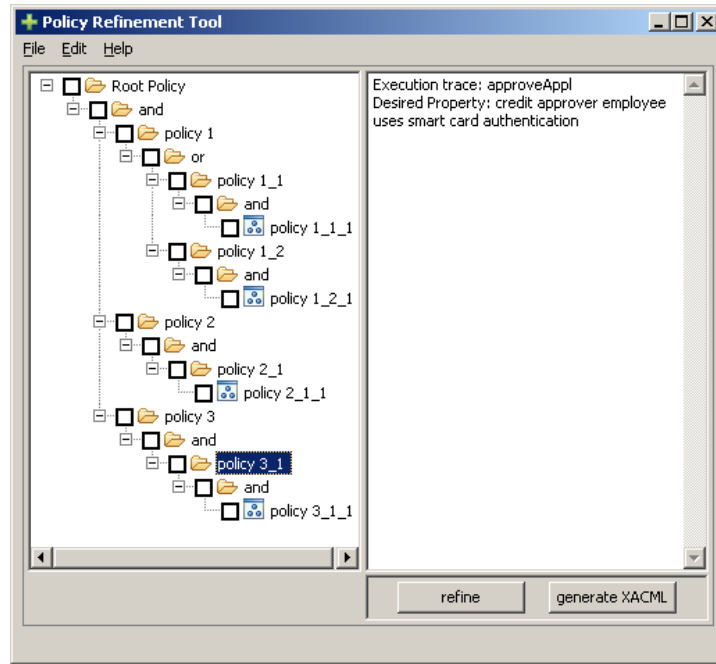 Policy Refinement Tool
File Edit Help
Root Policy
and
policy 1
or
policy 1_1
and
policy 1_1_1
policy 1_2
and
policy 1_2_1
policy 2
and
policy 2_1
policy 2_1_1
policy 3
and
policy 3_1
and
policy 3_1_1
Execution trace: approveAppl
Desired Property: credit approver employee
uses smart card authentication
refine
generate XACML